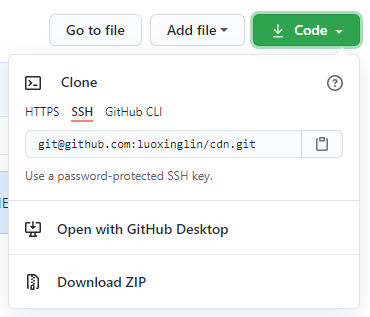 Go to file
Add file
Code
Clone
HTTPS SSH GitHub CLI
git@github.com:luoxinglin/cdn.git
Use a password-protected SSH key.
Open with GitHub Desktop
Download ZIP